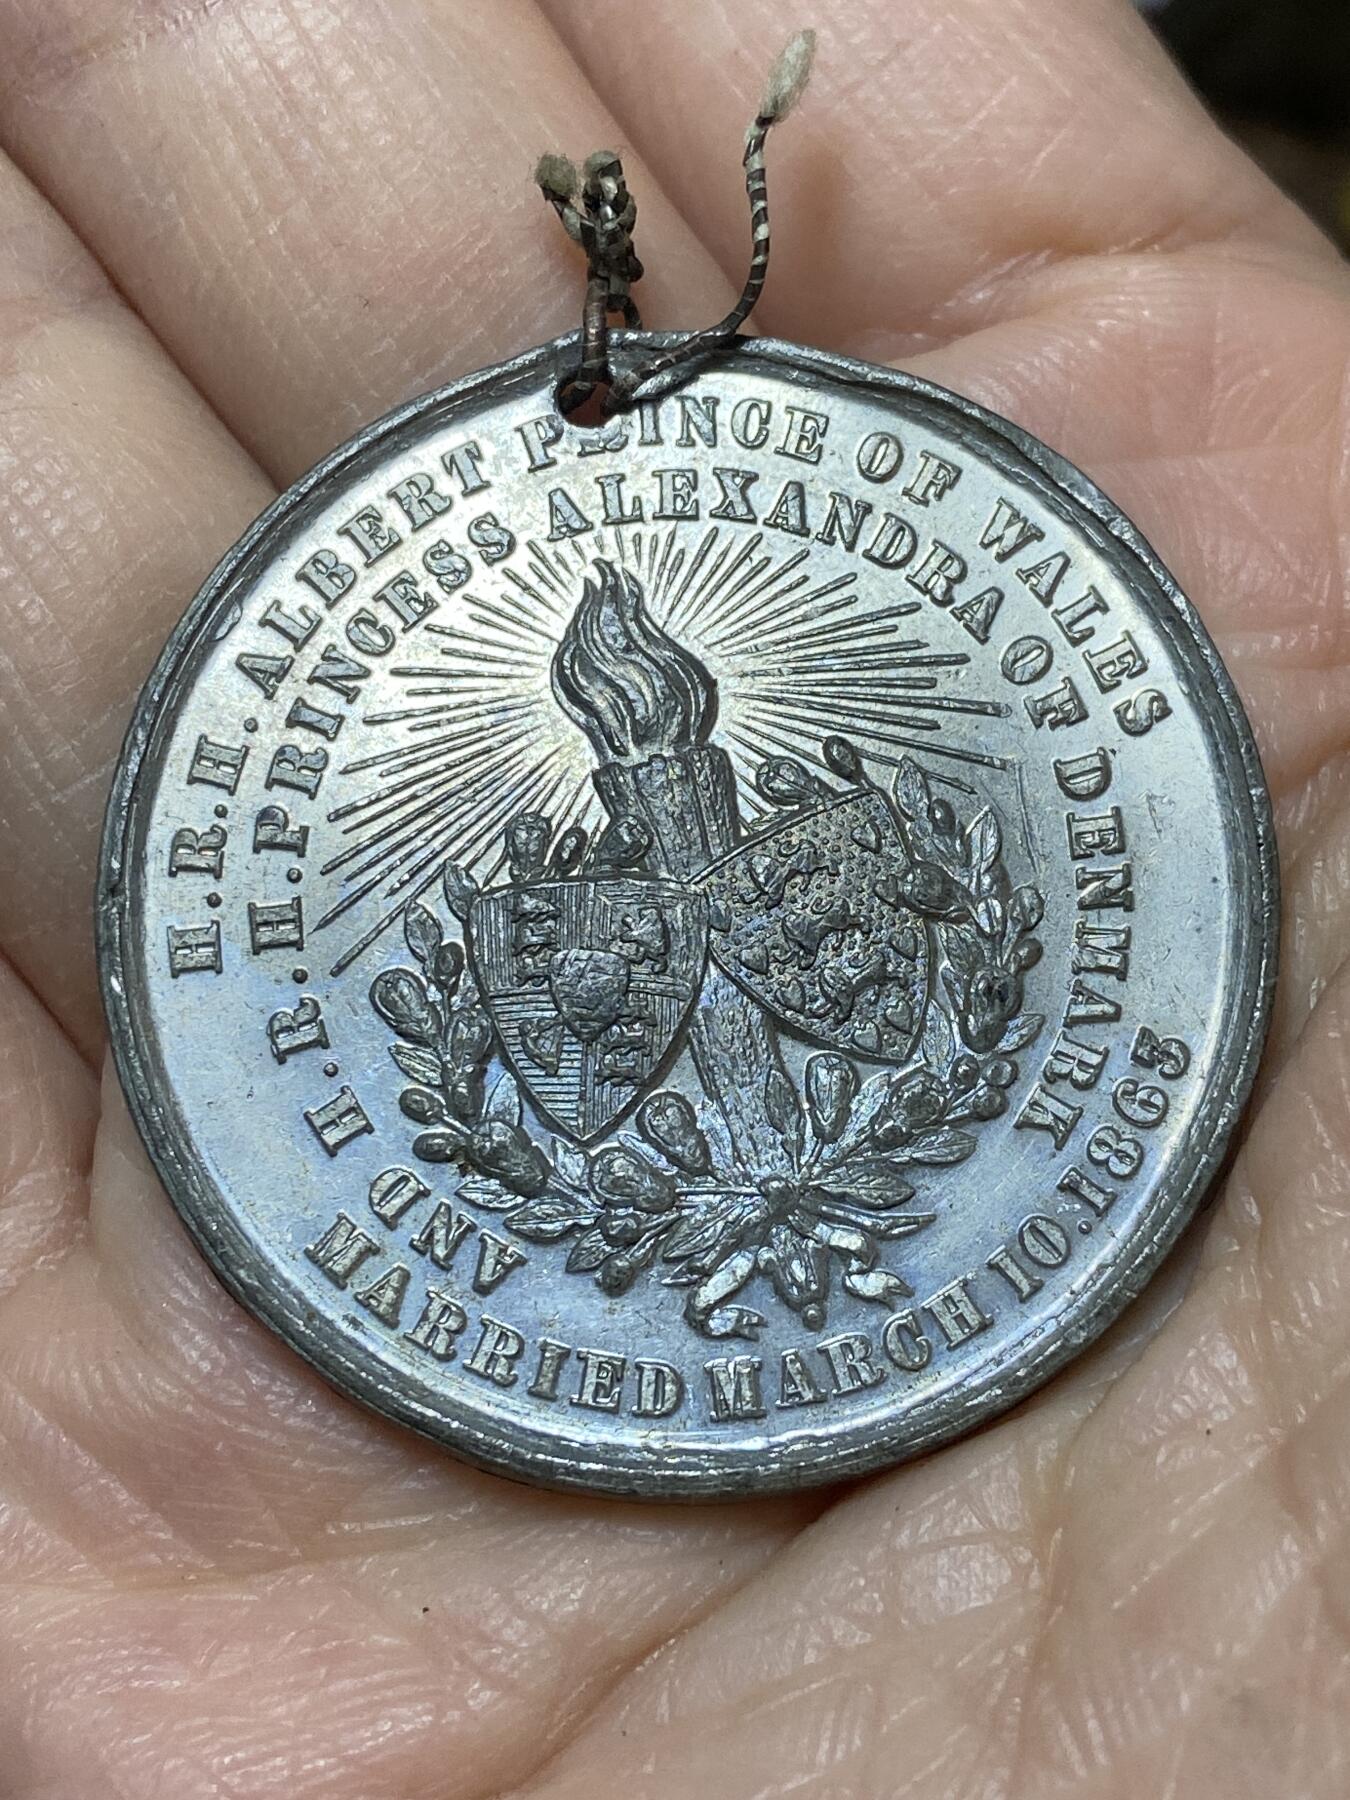 H.R.H. ALBERT PRINCE OF WALES
AND H.R.H. PRINCESS ALEXANDRA OF DENMARK
MARRIED MARCH 10. 1863